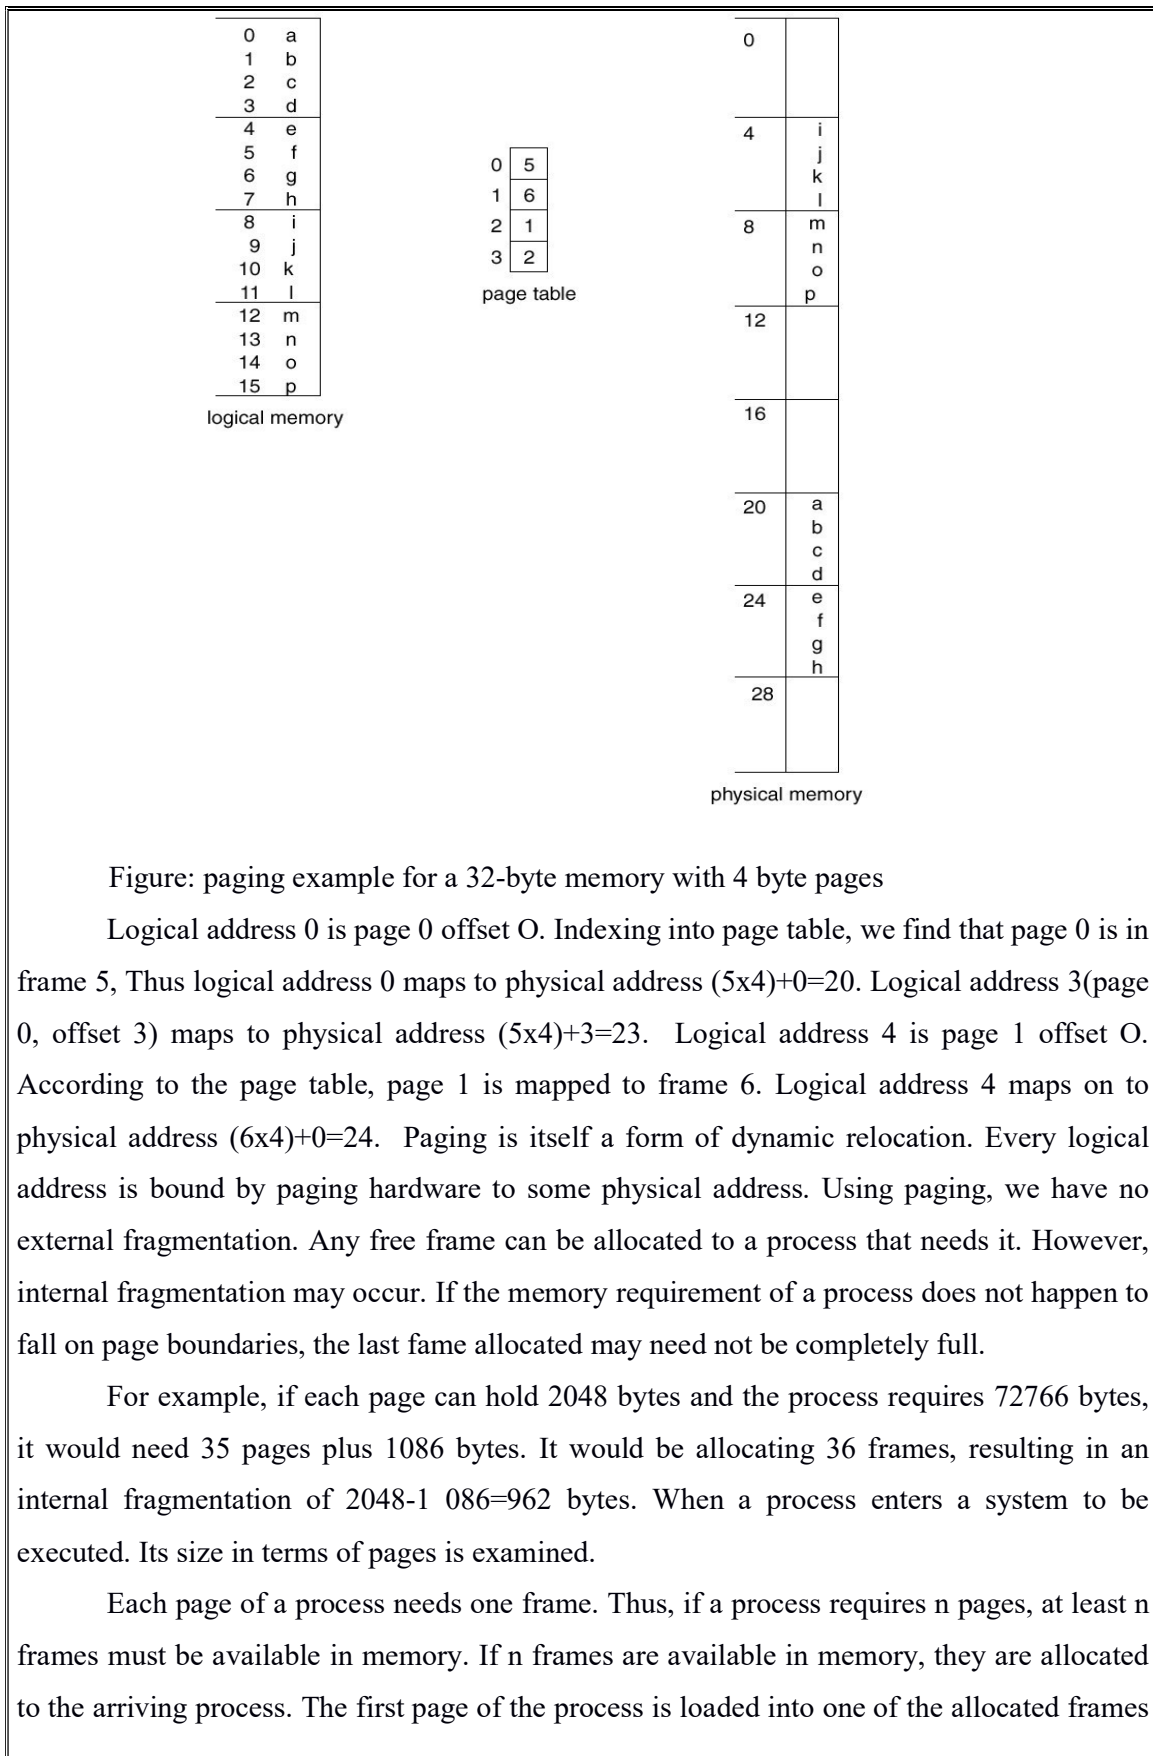 0 a
1 b
2 c
3 d
4 e
5 f
6 g
7 h
8 i
9 j
10 k
11 l
12 m
13 n
14 o
15 p
logical memory
0 5
1 6
2 1
3 2
page table
0
4 i
j
k
l
8 m
n
o
p
12
16
20 a
b
c
d
24 e
f
g
h
28
physical memory
Figure: paging example for a 32-byte memory with 4 byte pages
Logical address 0 is page 0 offset O. Indexing into page table, we find that page 0 is in
frame 5, Thus logical address 0 maps to physical address (5x4)+0=20. Logical address 3(page
0, offset 3) maps to physical address (5x4)+3=23. Logical address 4 is page 1 offset O.
According to the page table, page 1 is mapped to frame 6. Logical address 4 maps on to
physical address (6x4)+0=24. Paging is itself a form of dynamic relocation. Every logical
address is bound by paging hardware to some physical address. Using paging, we have no
external fragmentation. Any free frame can be allocated to a process that needs it. However,
internal fragmentation may occur. If the memory requirement of a process does not happen to
fall on page boundaries, the last fame allocated may need not be completely full.
For example, if each page can hold 2048 bytes and the process requires 72766 bytes,
it would need 35 pages plus 1086 bytes. It would be allocating 36 frames, resulting in an
internal fragmentation of 2048-1 086=962 bytes. When a process enters a system to be
executed. Its size in terms of pages is examined.
Each page of a process needs one frame. Thus, if a process requires n pages, at least n
frames must be available in memory. If n frames are available in memory, they are allocated
to the arriving process. The first page of the process is loaded into one of the allocated frames